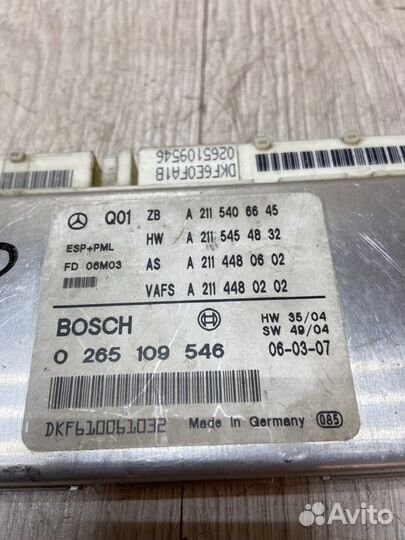 DKF6E0FA1B
0265109546
Q01 ZB A 211 540 66 45
ESP+PML HW A 211 545 48 32
FD 06M03 AS A 211 448 06 02
VAFS A 211 448 02 02
BOSCH HW 35/04
SW 49/04
0 265 109 546 06-03-07
DKF610061032 Made in Germany 085
Avito